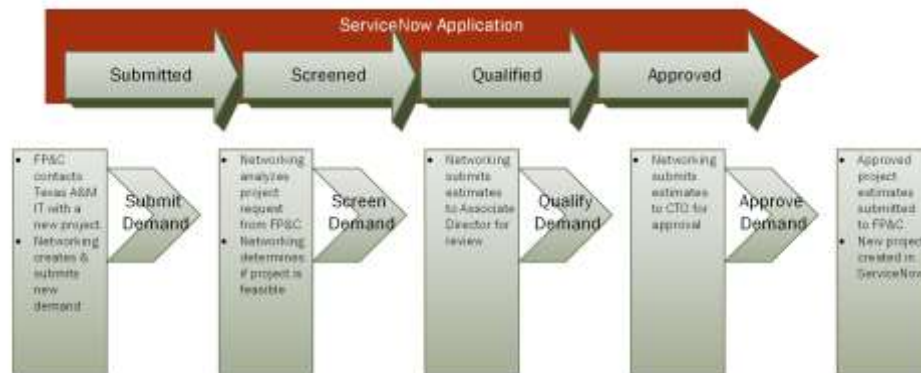 ServiceNow Application
Submitted
Screened
Qualified
Approved
• FP&C
contacts
Texas A&M
IT with a
new project
• Networking
creates &
submits
new
demand
Submit
Demand
• Networking
analyzes
project
request
from FP&C
• Networking
determines
if project is
feasible
Screen
Demand
• Networking
submits
estimates
to Associate
Director for
review
Qualify
Demand
• Networking
submits
estimates
to CTO for
approval
Approve
Demand
• Approved
project
estimates
submitted
to FP&C
• New project
created in
ServiceNow